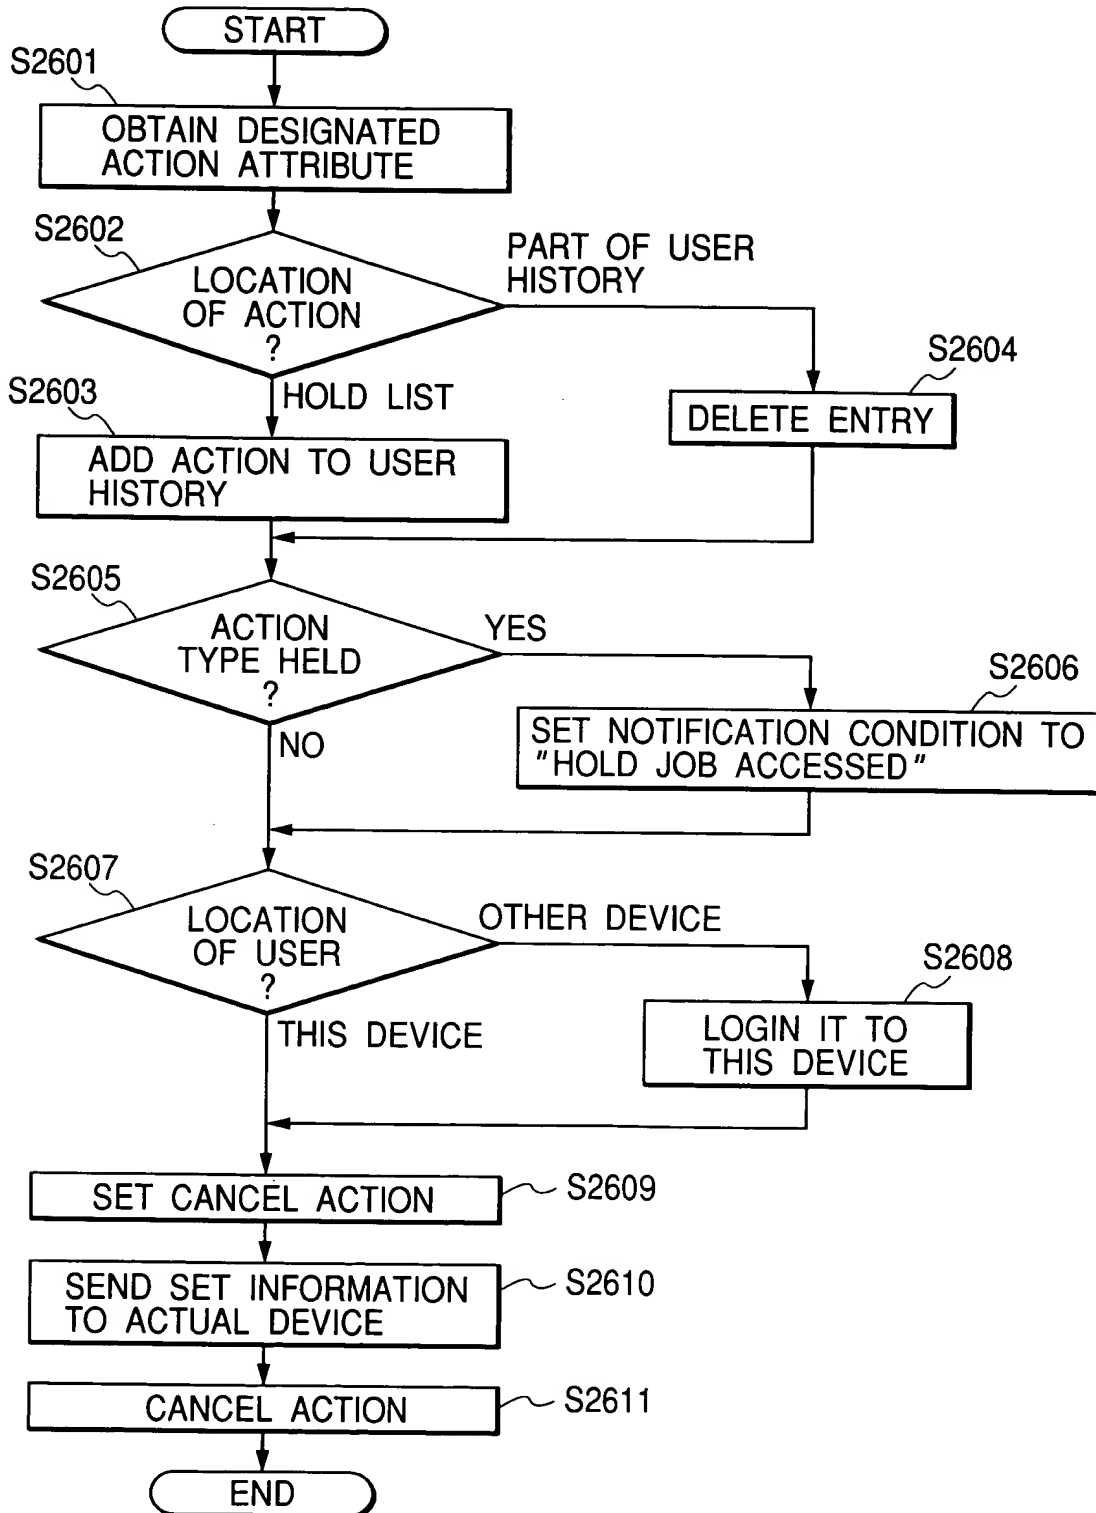 START
S2601
OBTAIN DESIGNATED
ACTION ATTRIBUTE
S2602
LOCATION
OF ACTION
?
PART OF USER
HISTORY
S2604
DELETE ENTRY
HOLD LIST
S2603
ADD ACTION TO USER
HISTORY
S2605
ACTION
TYPE HELD
?
YES
S2606
SET NOTIFICATION CONDITION TO
"HOLD JOB ACCESSED"
NO
S2607
LOCATION
OF USER
?
OTHER DEVICE
S2608
LOGIN IT TO
THIS DEVICE
THIS DEVICE
SET CANCEL ACTION
S2609
SEND SET INFORMATION
TO ACTUAL DEVICE
S2610
CANCEL ACTION
S2611
END